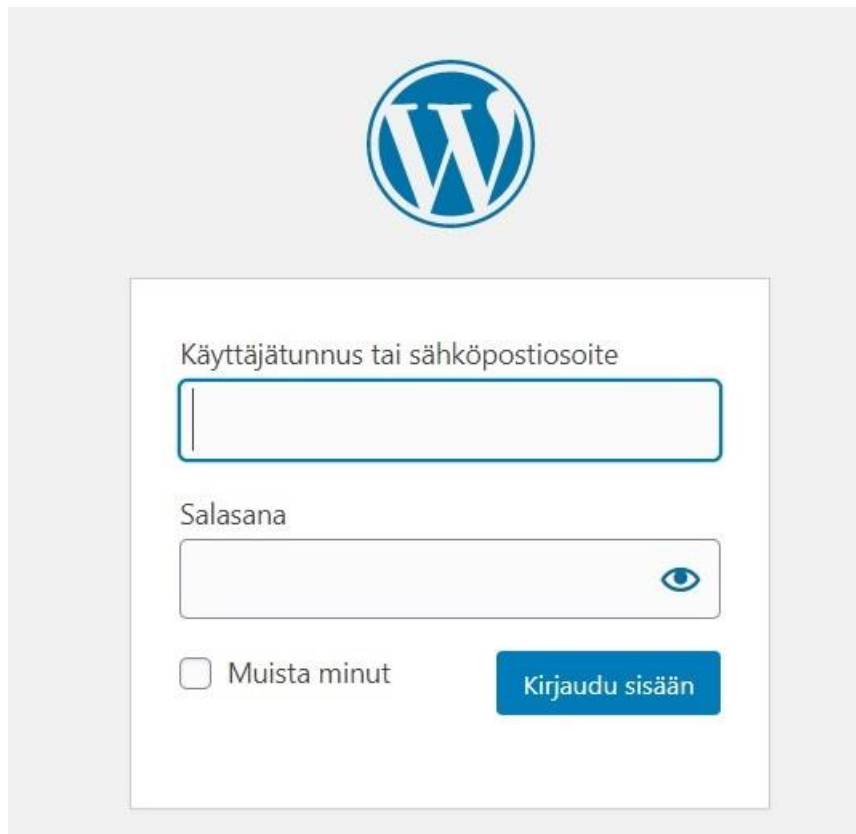 Käyttäjätunnus tai sähköpostiosoite
Salasana
Muista minut
Kirjaudu sisään